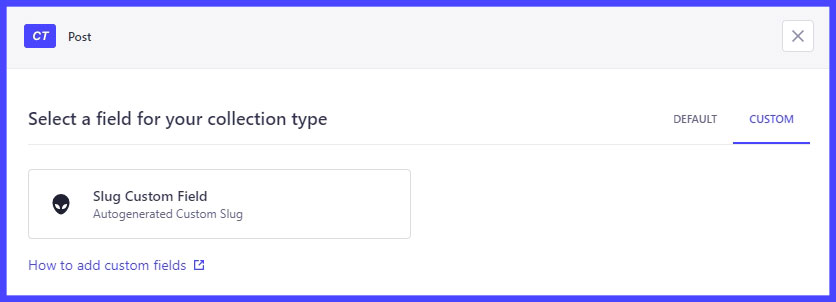 CT Post
Select a field for your collection type
DEFAULT CUSTOM
Slug Custom Field
Autogenerated Custom Slug
How to add custom fields